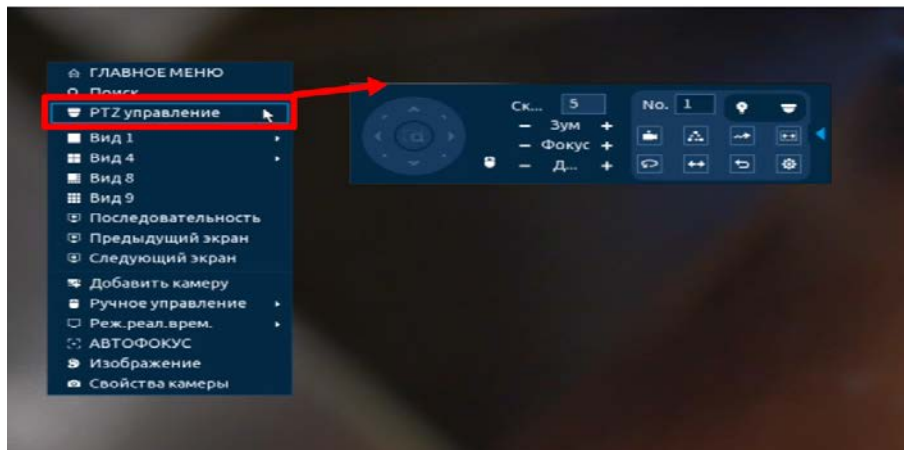 ГЛАВНОЕ МЕНЮ
Поиск
PTZ управление
Вид 1
Вид 4
Вид 8
Вид 9
Последовательность
Предыдущий экран
Следующий экран
Добавить камеру
Ручное управление
Реж.реал.врем.
АВТОФОКУС
Изображение
Свойства камеры
Ск... 5 No. 1
– Зум +
– Фокус +
– Д... +